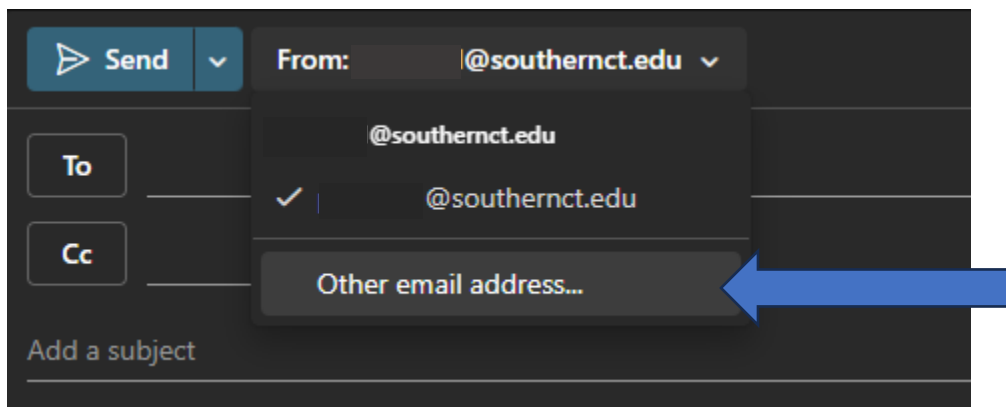 Send From: @southernct.edu
@southernct.edu
To
@southernct.edu
Cc
Other email address...
Add a subject